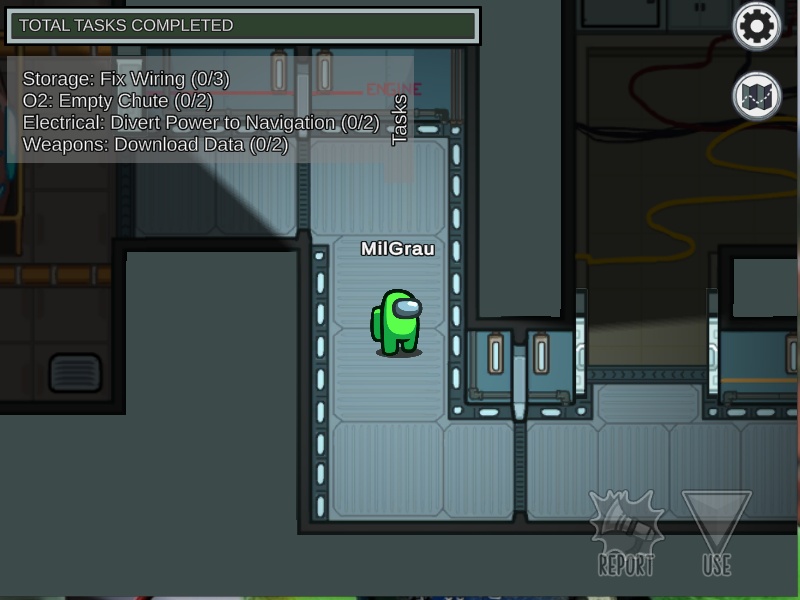 TOTAL TASKS COMPLETED
Storage: Fix Wiring (0/3)
O2: Empty Chute (0/2)
Electrical: Divert Power to Navigation (0/2)
Weapons: Download Data (0/2)
Tasks
ENGINE
MilGrau
REPORT
USE